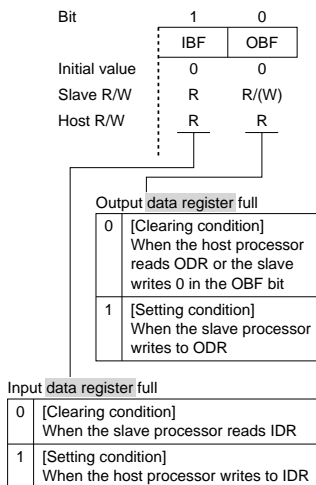 Bit 1 0
IBF OBF
Initial value 0 0
Slave R/W R R/(W)
Host R/W R R
Output data register full
0 [Clearing condition]
When the host processor
reads ODR or the slave
writes 0 in the OBF bit
1 [Setting condition]
When the slave processor
writes to ODR
Input data register full
0 [Clearing condition]
When the slave processor reads IDR
1 [Setting condition]
When the host processor writes to IDR